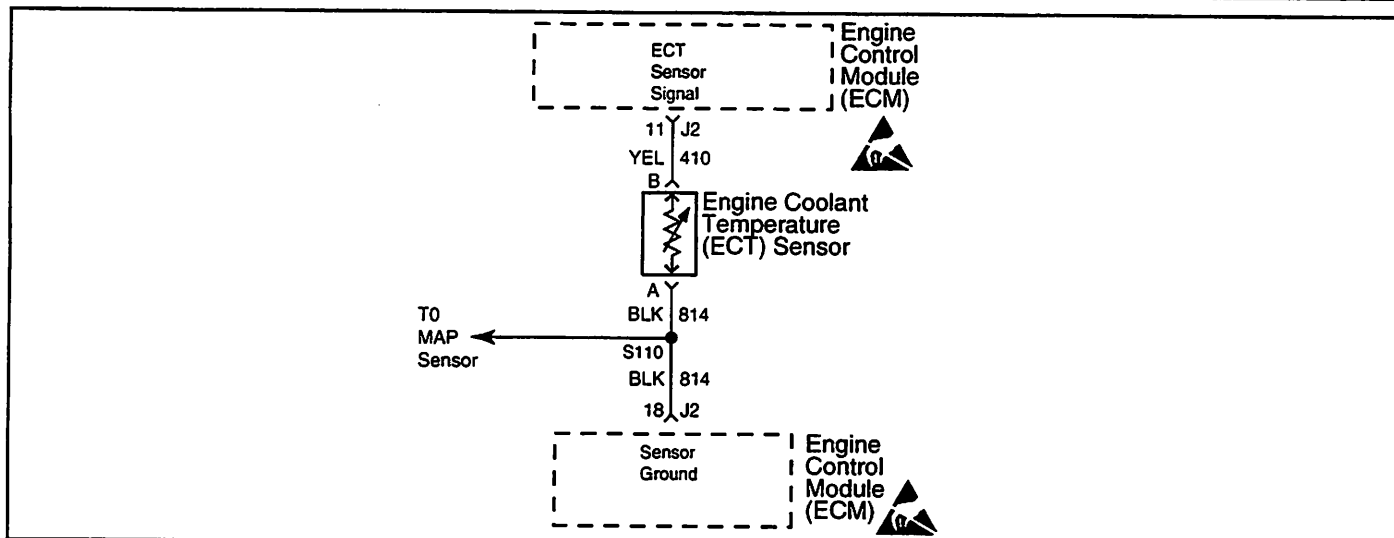 ECT
Sensor
Signal
Engine
Control
Module
(ECM)
11 J2
YEL 410
B
Engine Coolant
Temperature
(ECT) Sensor
A
BLK 814
T0
MAP
Sensor
S110
BLK 814
18 J2
Sensor
Ground
Engine
Control
Module
(ECM)